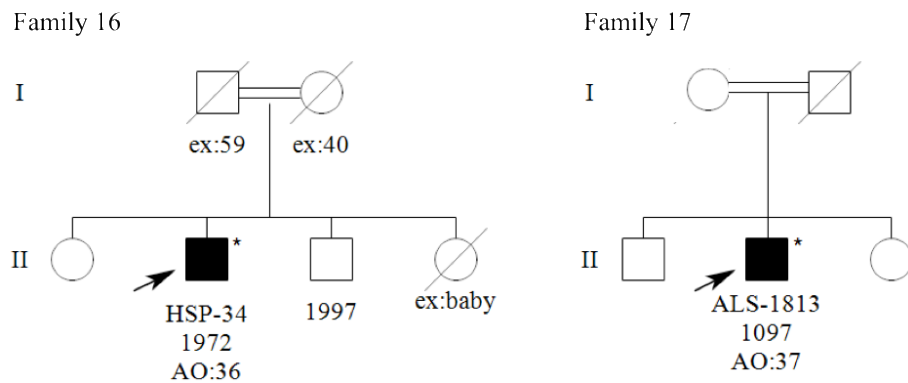 Family 16
Family 17
I
ex:59
ex:40
I
II
*
HSP-34
1972
AO:36
1997
ex:baby
II
*
ALS-1813
1097
AO:37